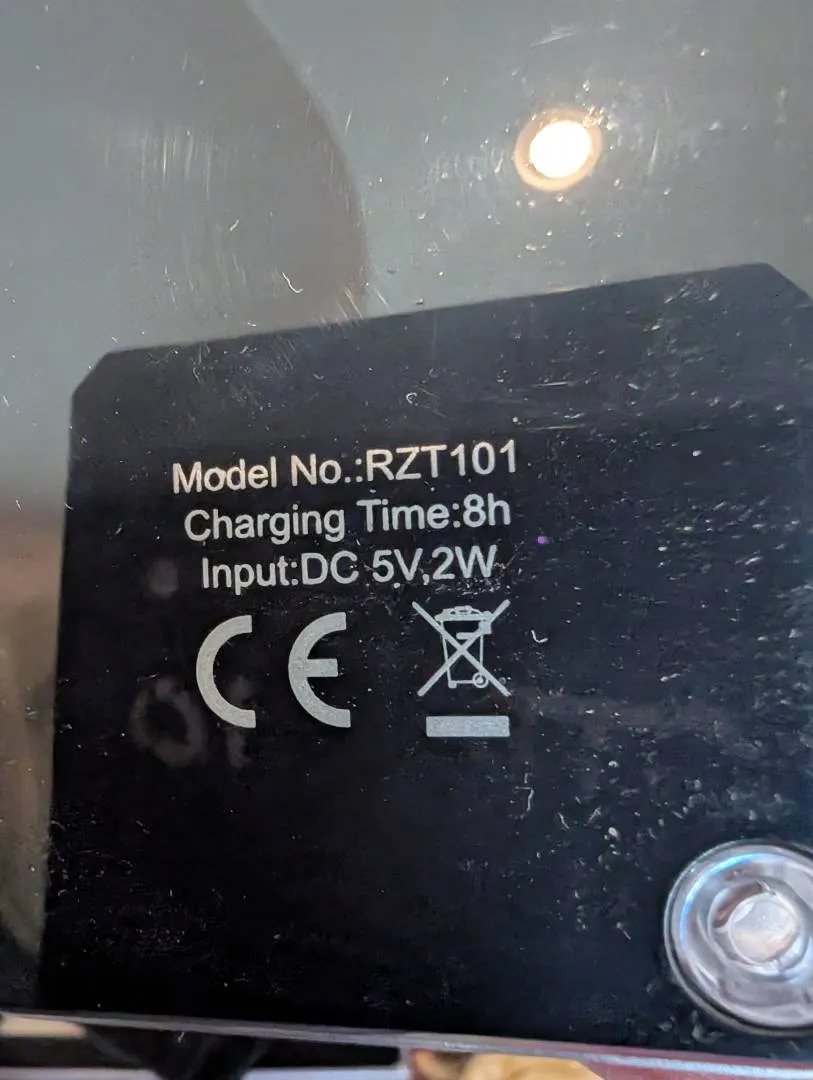 Model No.:RZT101
Charging Time:8h
Input:DC 5V,2W
CE